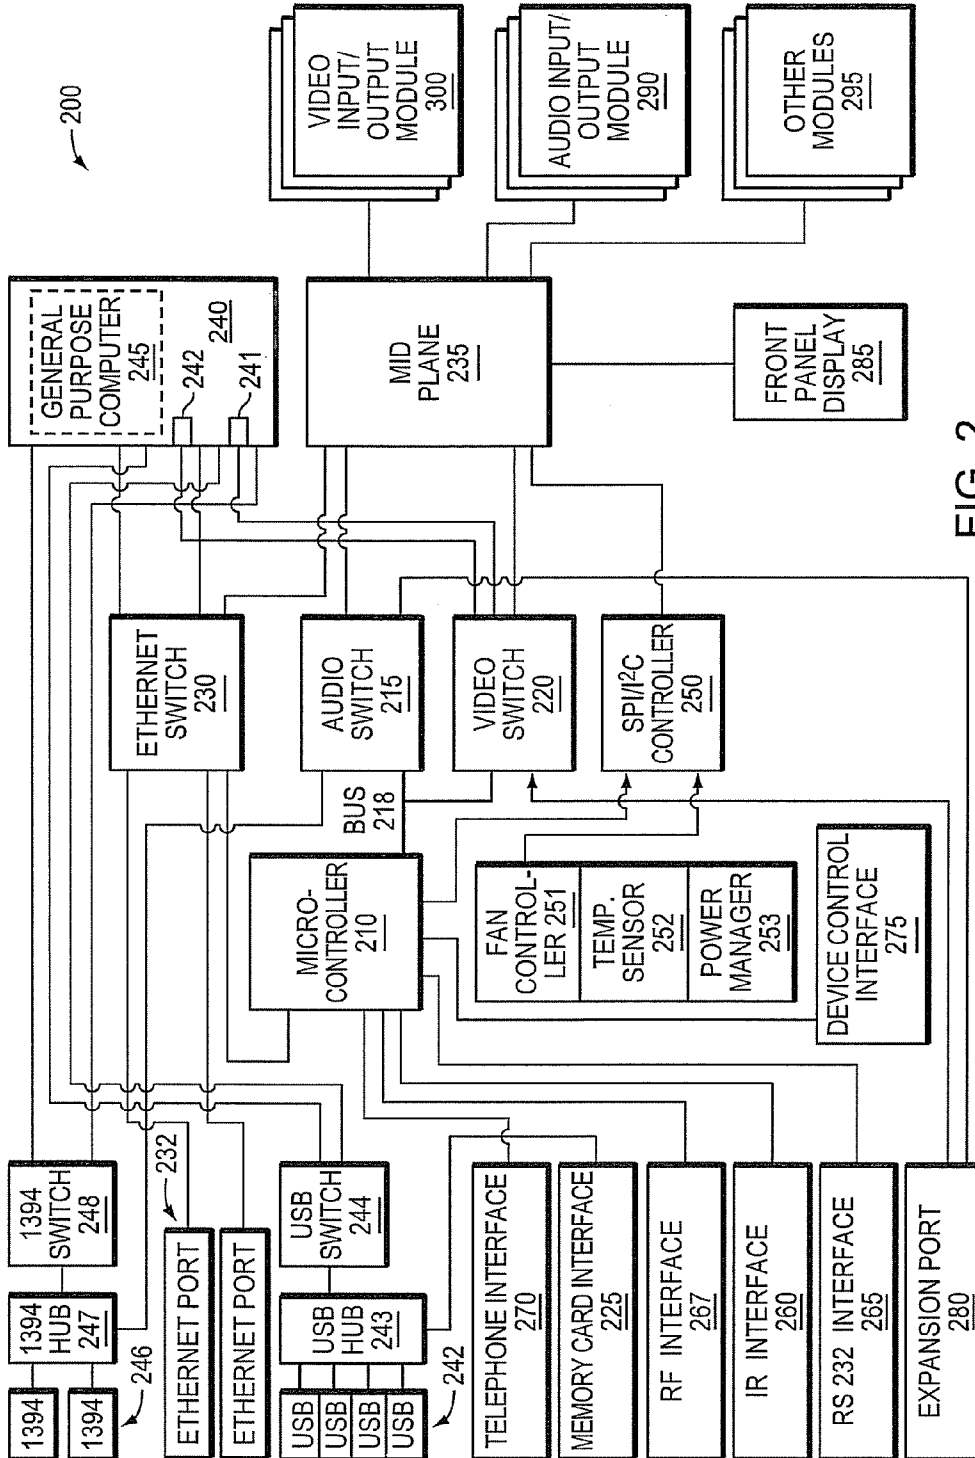 200
VIDEO
INPUT/
OUTPUT
MODULE
300
AUDIO INPUT/
OUTPUT
MODULE
290
OTHER
MODULES
295
GENERAL
PURPOSE
COMPUTER
245
240
242
241
MID
PLANE
235
FRONT
PANEL
DISPLAY
285
ETHERNET
SWITCH
230
AUDIO
SWITCH
215
VIDEO
SWITCH
220
SPI/I²C
CONTROLLER
250
BUS
218
MICRO-
CONTROLLER
210
FAN
CONTROL-
LER 251
TEMP.
SENSOR
252
POWER
MANAGER
253
DEVICE CONTROL
INTERFACE
275
1394
SWITCH
248
1394
HUB
247
1394
1394
246
232
ETHERNET PORT
ETHERNET PORT
USB
SWITCH
244
USB
HUB
243
USB
USB
USB
USB
242
TELEPHONE INTERFACE
270
MEMORY CARD INTERFACE
225
RF INTERFACE
267
IR INTERFACE
260
RS 232 INTERFACE
265
EXPANSION PORT
280
FIG. 2